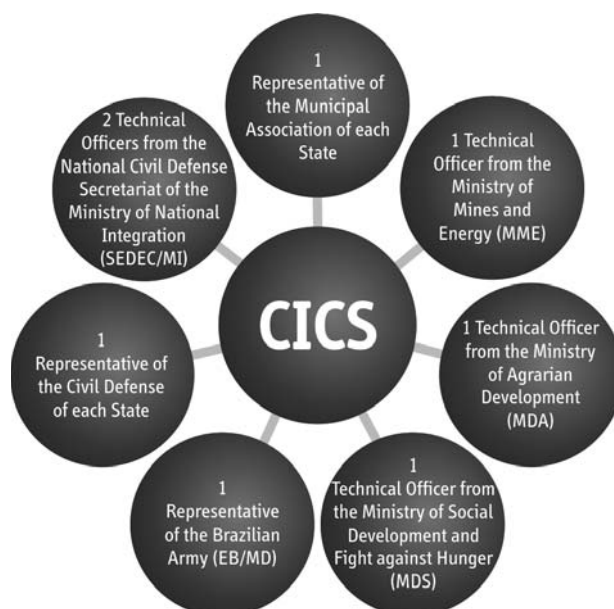 1
Representative of
the Municipal
Association of each
State
1 Technical
Officer from the
Ministry of
Mines and
Energy (MME)
1 Technical Officer
from the Ministry
of Agrarian
Development
(MDA)
1
Technical Officer from
the Ministry of Social
Development and
Fight against Hunger
(MDS)
1
Representative
of the Brazilian
Army (EB/MD)
1
Representative of
the Civil Defense
of each State
2 Technical
Officers from the
National Civil Defense
Secretariat of the
Ministry of National
Integration
(SEDEC/MI)
CICS